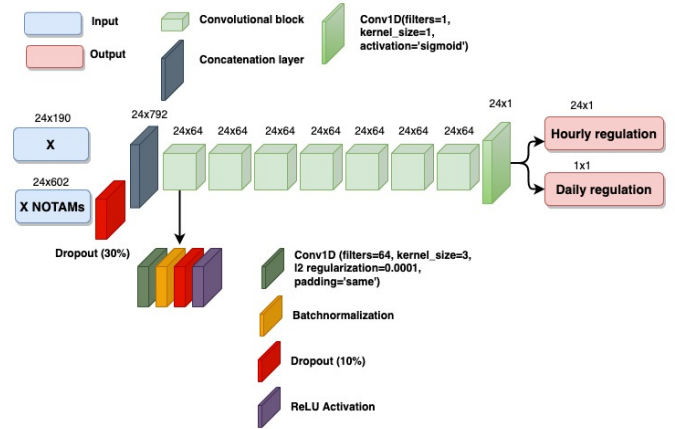 Input
Output
Convolutional block
Concatenation layer
Conv1D(filters=1,
kernel_size=1,
activation='sigmoid')
24x190
X
24x602
X NOTAMs
Dropout (30%)
24x792
24x64
24x64
24x64
24x64
24x64
24x64
24x64
24x1
24x1
Hourly regulation
1x1
Daily regulation
Conv1D (filters=64, kernel_size=3,
l2 regularization=0.0001,
padding='same')
Batchnormalization
Dropout (10%)
ReLU Activation